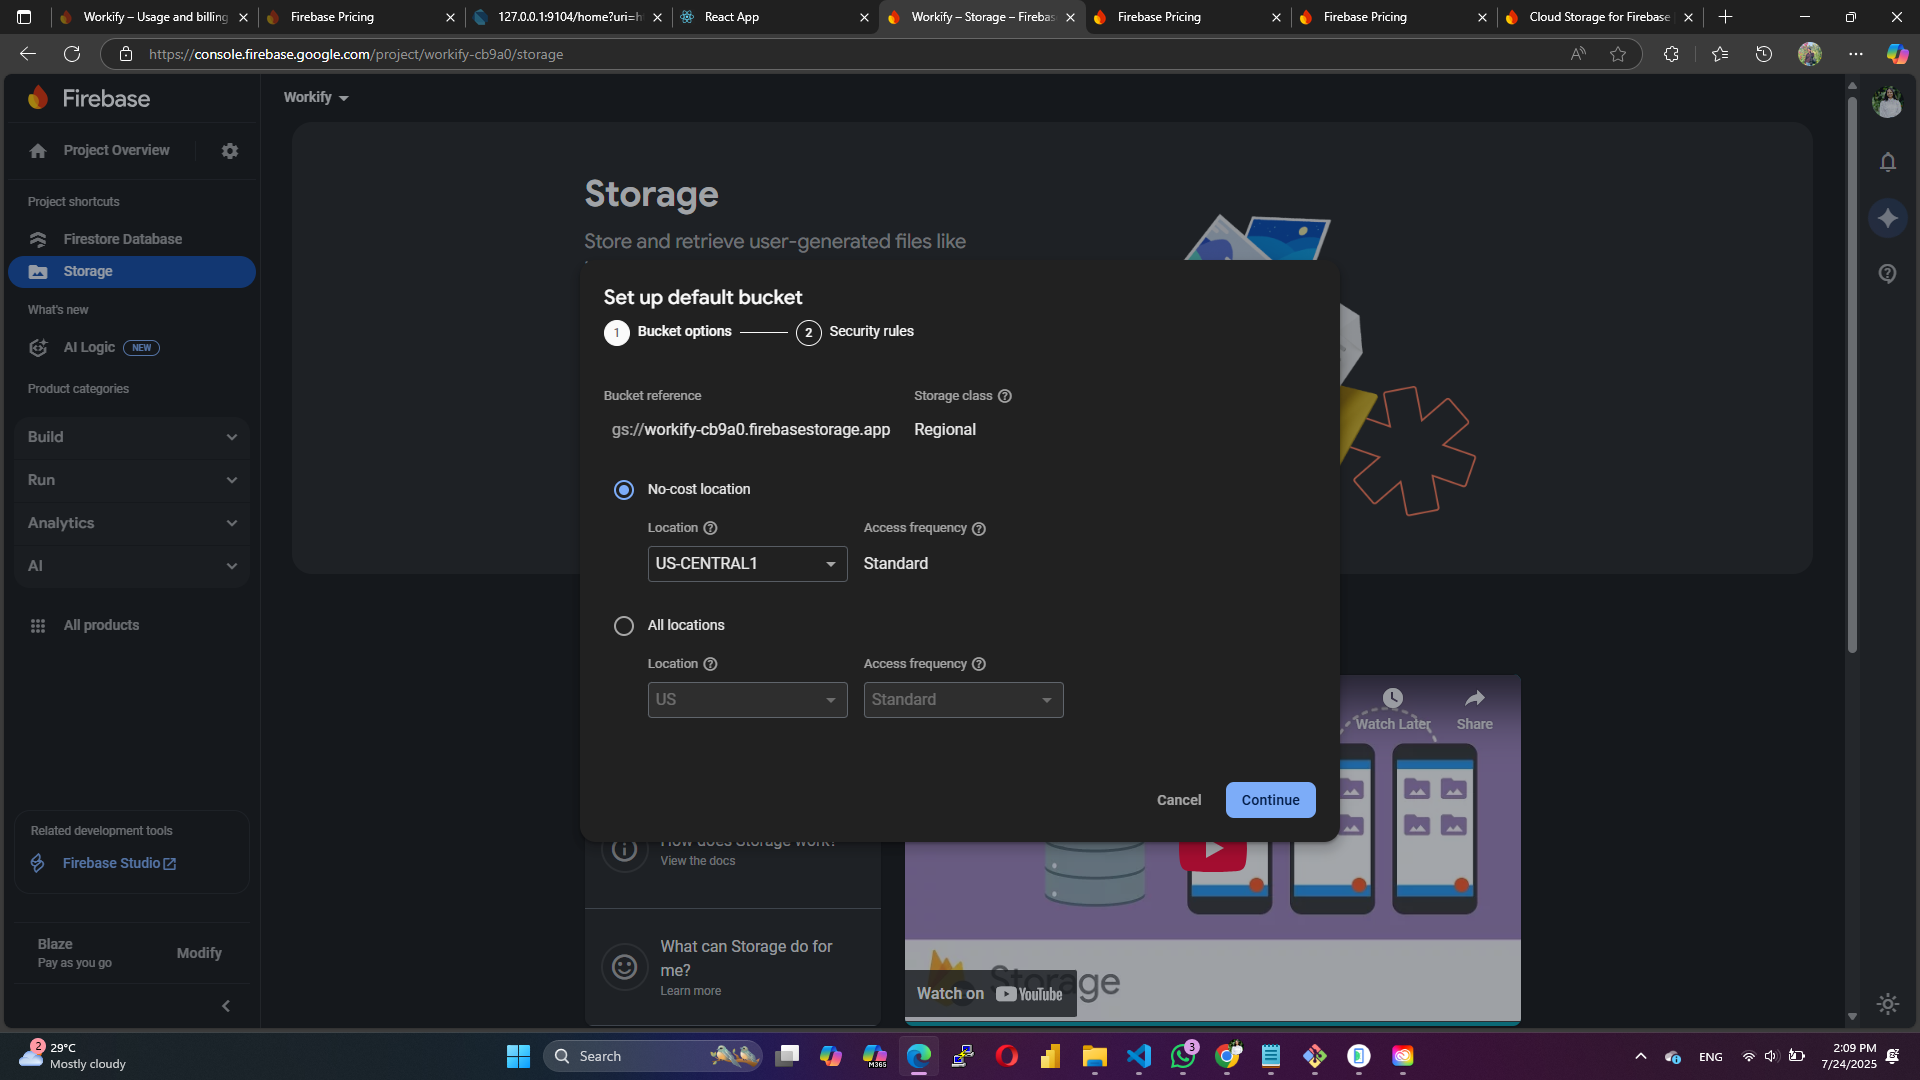 Workify – Usage and billing
Firebase Pricing
127.0.0.1:9104/home?uri=h
React App
Workify – Storage – Firebas
Firebase Pricing
Firebase Pricing
Cloud Storage for Firebase
https://console.firebase.google.com/project/workify-cb9a0/storage
Firebase
Workify
Project Overview
Project shortcuts
Firestore Database
Storage
What's new
AI Logic NEW
Product categories
Build
Run
Analytics
AI
All products
Related development tools
Firebase Studio
Blaze
Pay as you go
Modify
Storage
Store and retrieve user-generated files like
Set up default bucket
1 Bucket options
2 Security rules
Bucket reference
Storage class
gs://workify-cb9a0.firebasestorage.app
Regional
No-cost location
Location
Access frequency
US-CENTRAL1
Standard
All locations
Location
Access frequency
US
Standard
Cancel
Continue
Watch Later
Share
How does Storage work?
View the docs
What can Storage do for
me?
Learn more
Storage
Watch on YouTube
2
29°C
Mostly cloudy
Search
M365
3
ENG
2:09 PM
7/24/2025